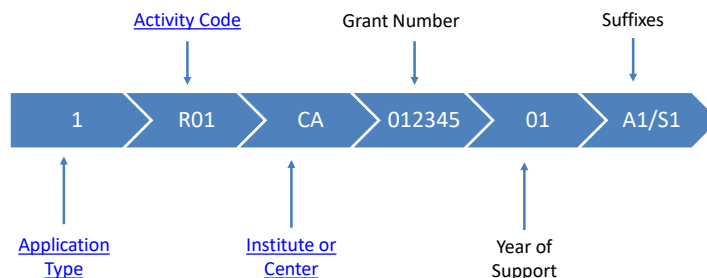 Activity Code
Grant Number
Suffixes
1
R01
CA
012345
01
A1/S1
Application
Type
Institute or
Center
Year of
Support